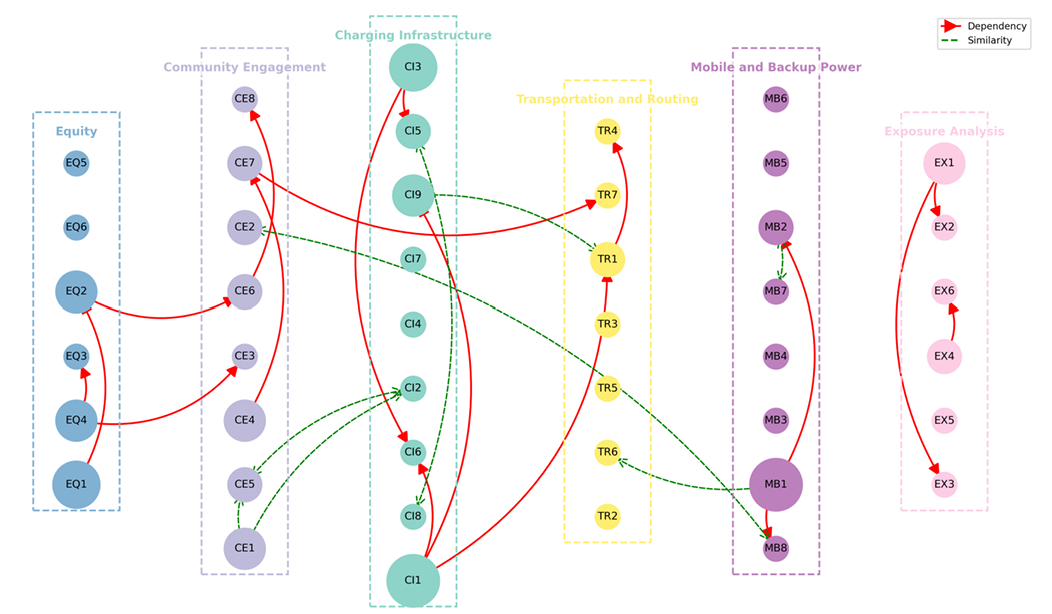 Dependency
Similarity
Equity
EQ5
EQ6
EQ2
EQ3
EQ4
EQ1
Community Engagement
CE8
CE7
CE2
CE6
CE3
CE4
CE5
CE1
Charging Infrastructure
CI3
CI5
CI9
CI7
CI4
CI2
CI6
CI8
CI1
Transportation and Routing
TR4
TR7
TR1
TR3
TR5
TR6
TR2
Mobile and Backup Power
MB6
MB5
MB2
MB7
MB4
MB3
MB1
MB8
Exposure Analysis
EX1
EX2
EX6
EX4
EX5
EX3